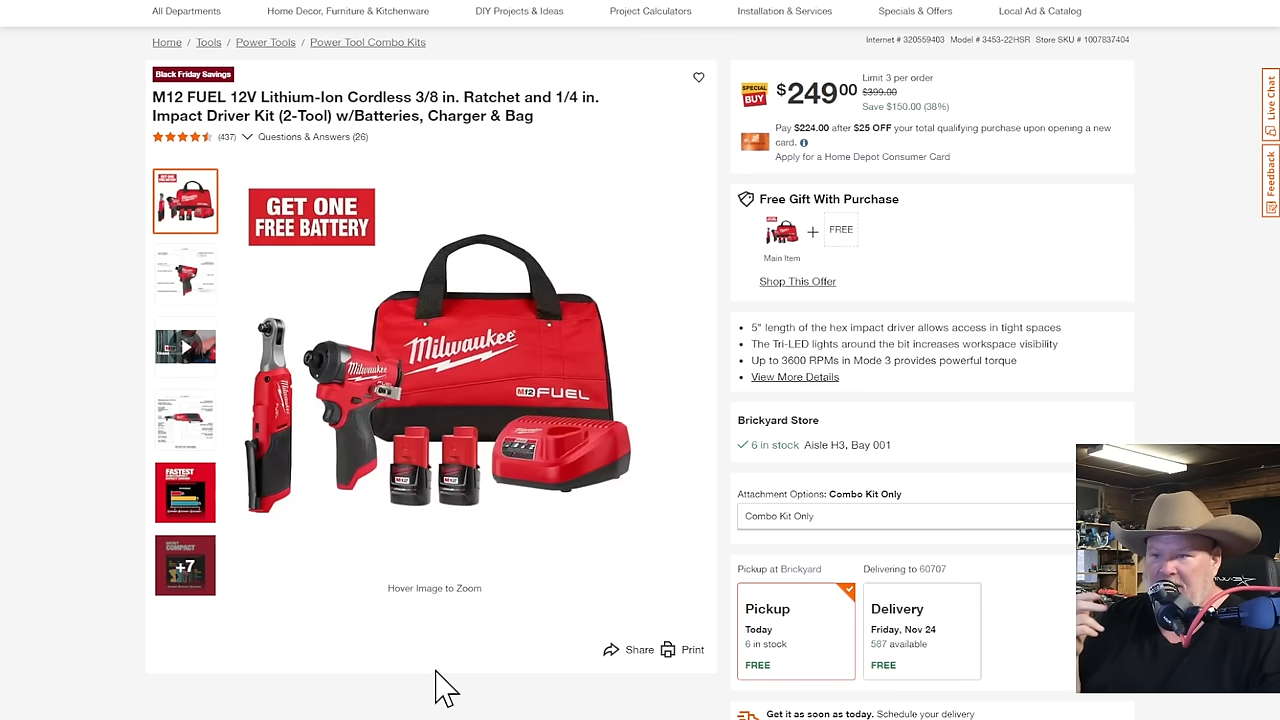 All Departments
Home Decor, Furniture & Kitchenware
DIY Projects & Ideas
Project Calculators
Installation & Services
Specials & Offers
Local Ad & Catalog
Home / Tools / Power Tools / Power Tool Combo Kits
Internet # 320559403 Model # 3453-22HSR Store SKU # 1007837404
Black Friday Savings
M12 FUEL 12V Lithium-Ion Cordless 3/8 in. Ratchet and 1/4 in.
Impact Driver Kit (2-Tool) w/Batteries, Charger & Bag
(437) Questions & Answers (26)
GET ONE
FREE BATTERY
Milwaukee
M12 FUEL
Milwaukee
Milwaukee
M12
M12
FASTEST
COMPACT
+7
Hover Image to Zoom
Share
Print
SPECIAL
BUY
$24900
Limit 3 per order
$399.00
Save $150.00 (38%)
Pay $224.00 after $25 OFF your total qualifying purchase upon opening a new
card.
Apply for a Home Depot Consumer Card
Free Gift With Purchase
+
FREE
Main Item
Shop This Offer
• 5" length of the hex impact driver allows access in tight spaces
• The Tri-LED lights around the bit increases workspace visibility
• Up to 3600 RPMs in Mode 3 provides powerful torque
• View More Details
Brickyard Store
6 in stock Aisle H3, Bay 001
Attachment Options: Combo Kit Only
Combo Kit Only
Pickup at Brickyard
Delivering to 60707
Pickup
Today
6 in stock
FREE
Delivery
Friday, Nov 24
587 available
FREE
Get it as soon as today. Schedule your delivery
Live Chat
Feedback